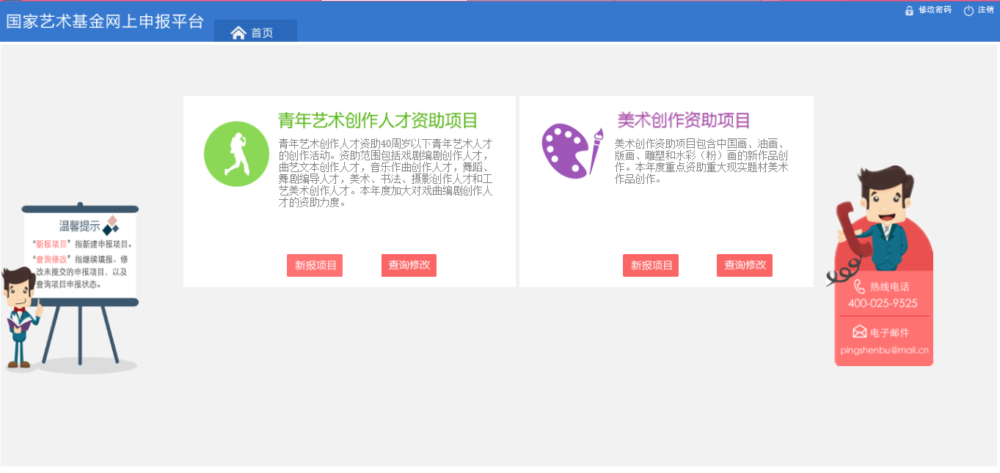 国家艺术基金网上申报平台
首页
修改密码
注销
青年艺术创作人才资助项目
青年艺术创作人才资助40周岁以下青年艺术人才
的创作活动。资助范围包括戏剧编剧创作人才，
曲艺文本创作人才，音乐作曲创作人才，舞蹈、
舞剧编导人才，美术、书法、摄影创作人才和工
艺美术创作人才。本年度加大对戏曲编剧创作人
才的资助力度。
新报项目
查询修改
美术创作资助项目
美术创作资助项目包含中国画、油画、
版画、雕塑和水彩（粉）画的新作品创
作。本年度重点资助重大现实题材美术
作品创作。
新报项目
查询修改
温馨提示
“新报项目”指新建申报项目。
“查询修改”指继续填报、修
改未提交的申报项目，以及
查询项目申报状态。
热线电话
400-025-9525
电子邮件
pingshenbu@mail.cn